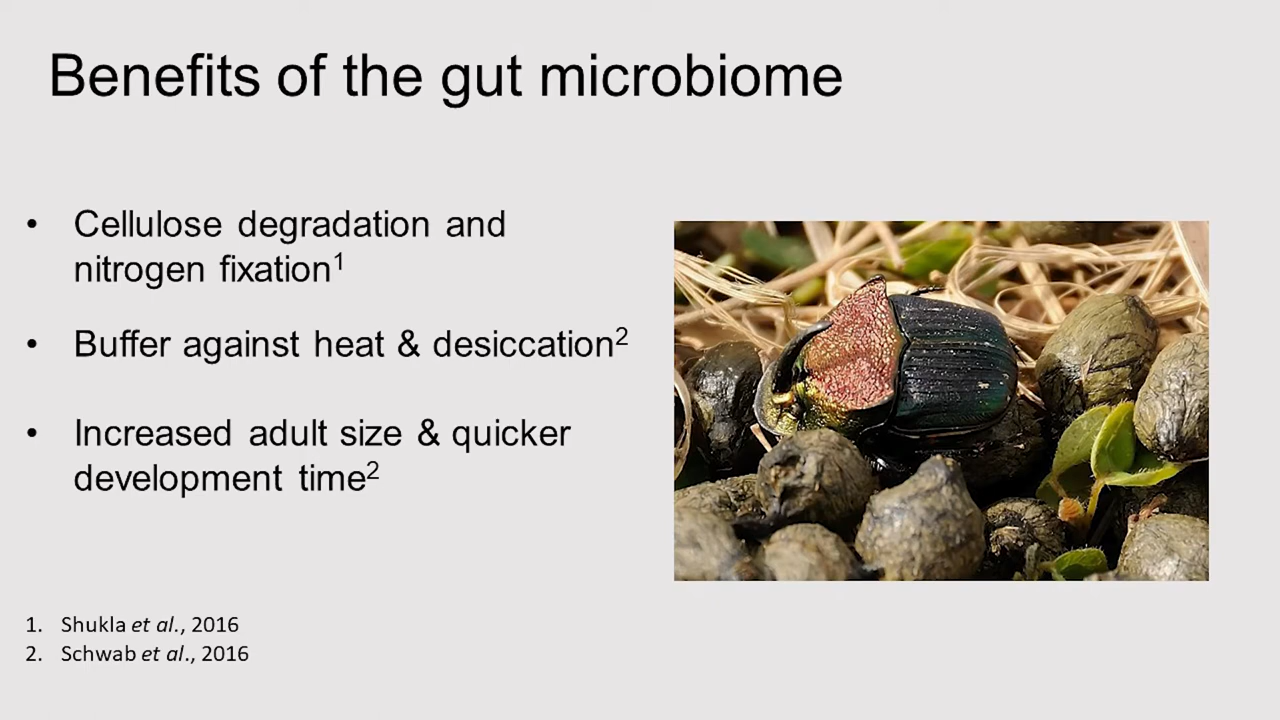 Benefits of the gut microbiome
• Cellulose degradation and
nitrogen fixation¹
• Buffer against heat & desiccation²
• Increased adult size & quicker
development time²
1. Shukla et al., 2016
2. Schwab et al., 2016